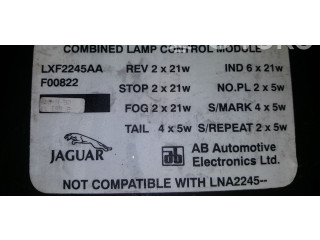 COMBINED LAMP CONTROL MODULE
LXF2245AA REV 2 x 21w IND 6 x 21w
F00822 STOP 2 x 21w NO.PL 2 x 5w
FOG 2 x 21w S/MARK 4 x 5w
TAIL 4 x 5w S/REPEAT 2 x 5w
JAGUAR ab AB Automotive
Electronics Ltd.
NOT COMPATIBLE WITH LNA2245--